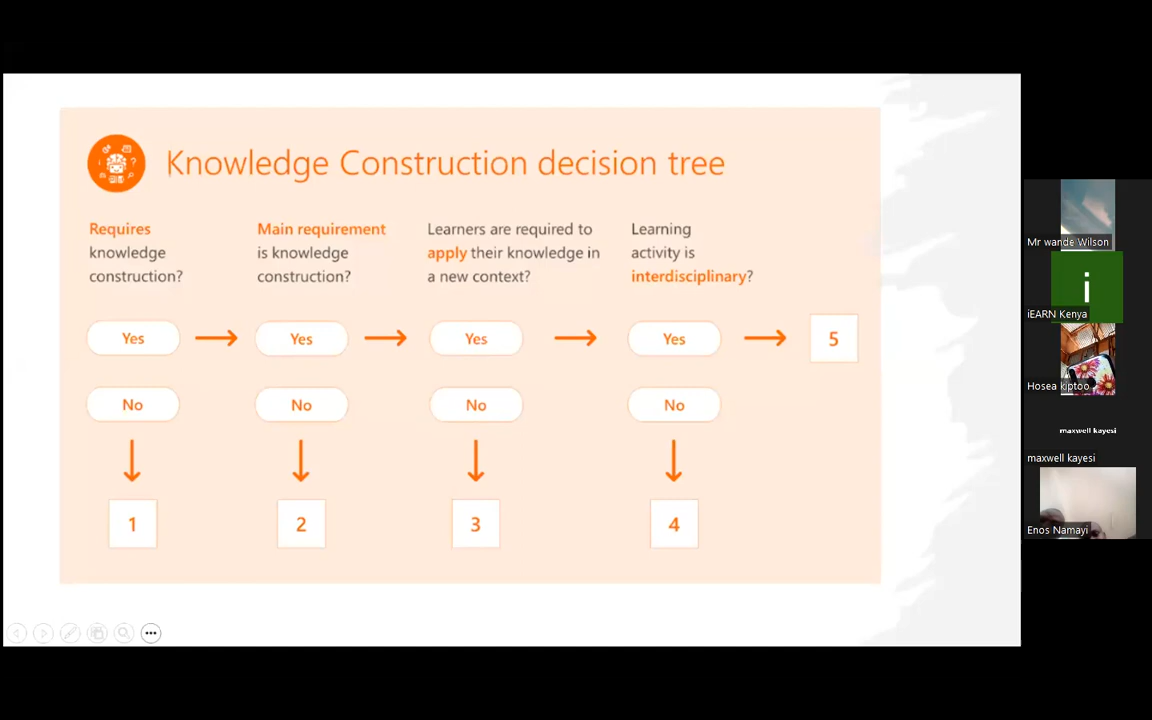 Knowledge Construction decision tree
Requires
knowledge
construction?
Main requirement
is knowledge
construction?
Learners are required to
apply their knowledge in
a new context?
Learning
activity is
interdisciplinary?
Yes
Yes
Yes
Yes
5
No
No
No
No
1
2
3
4
Mr wande Wilson
i
iEARN Kenya
Hosea kiptoo
maxwell kayesi
maxwell kayesi
Enos Namayi